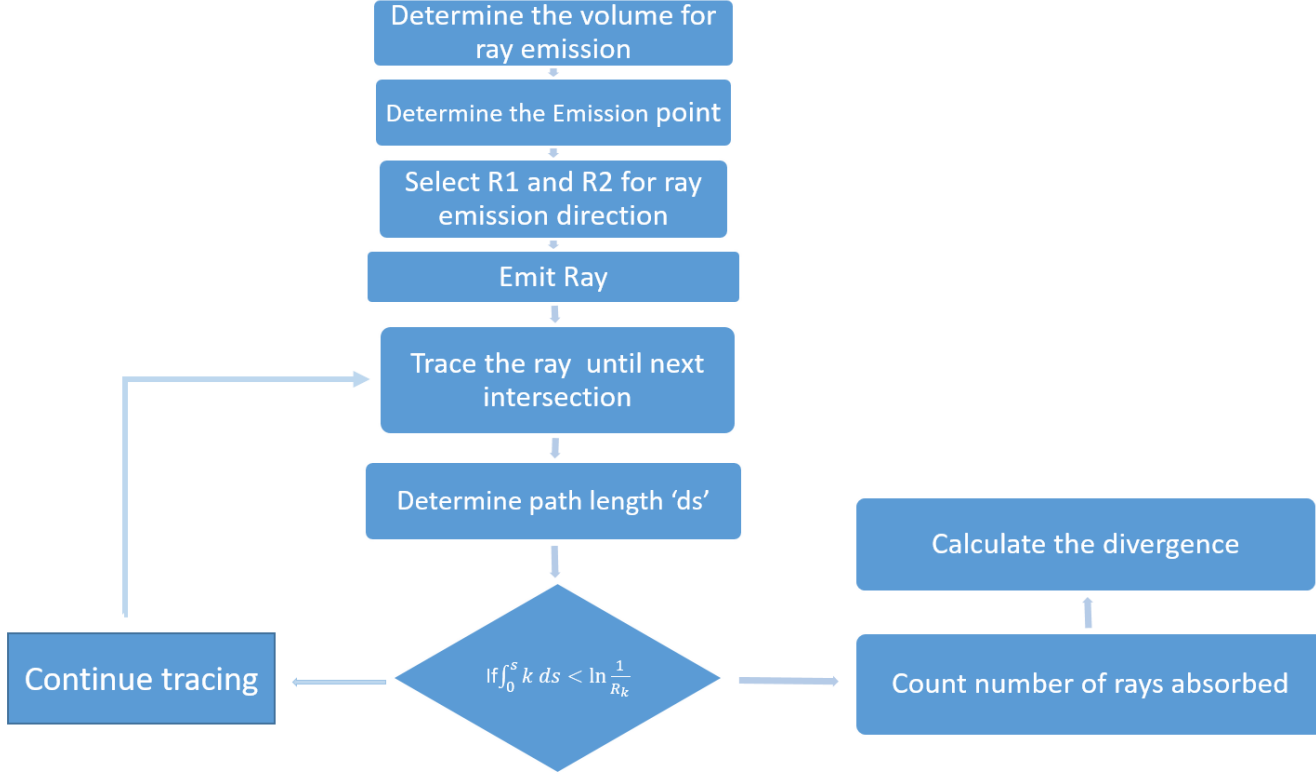 Determine the volume for
ray emission
Determine the Emission point
Select R1 and R2 for ray
emission direction
Emit Ray
Trace the ray  until next
intersection
Determine path length ‘ds’
If∫₀ˢ k ds < ln 1/Rₖ
Continue tracing
Calculate the divergence
Count number of rays absorbed